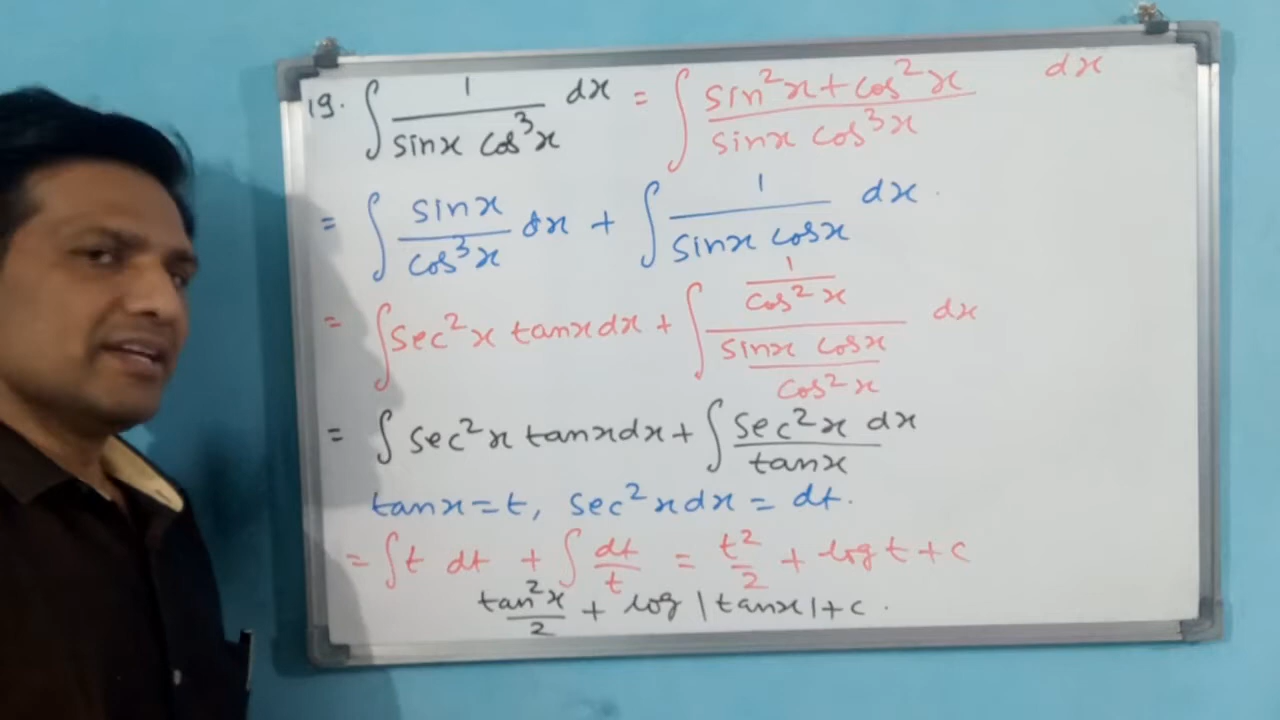 19. ∫ 1/(sinx cos³x) dx = ∫ (sin²x + cos²x)/(sinx cos³x) dx
= ∫ sinx/cos³x dx + ∫ 1/(sinx cosx) dx.
= ∫ sec²x tanx dx + ∫ (1/cos²x)/(sinx cosx/cos²x) dx
= ∫ sec²x tanx dx + ∫ sec²x dx/tanx
tanx = t, sec²x dx = dt.
= ∫ t dt + ∫ dt/t = t²/2 + log t + c
tan²x/2 + log |tanx| + c.